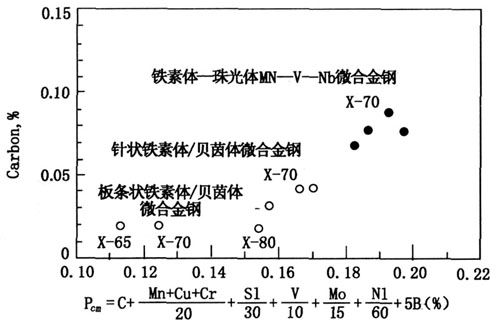 0.15
铁素体—珠光体MN—V—Nb微合金钢
X-70
0.10
Carbon,%
针状铁素体/贝茵体微合金钢
X-70
0.05
板条状铁素体/贝茵体
微合金钢
X-65 X-70 X-80
0
0.10 0.12 0.14 0.16 0.18 0.20 0.22
Pcm = C+ Mn+Cu+Cr/20 + Sl/30 + V/10 + Mo/15 + Nl/60 +5B(%)